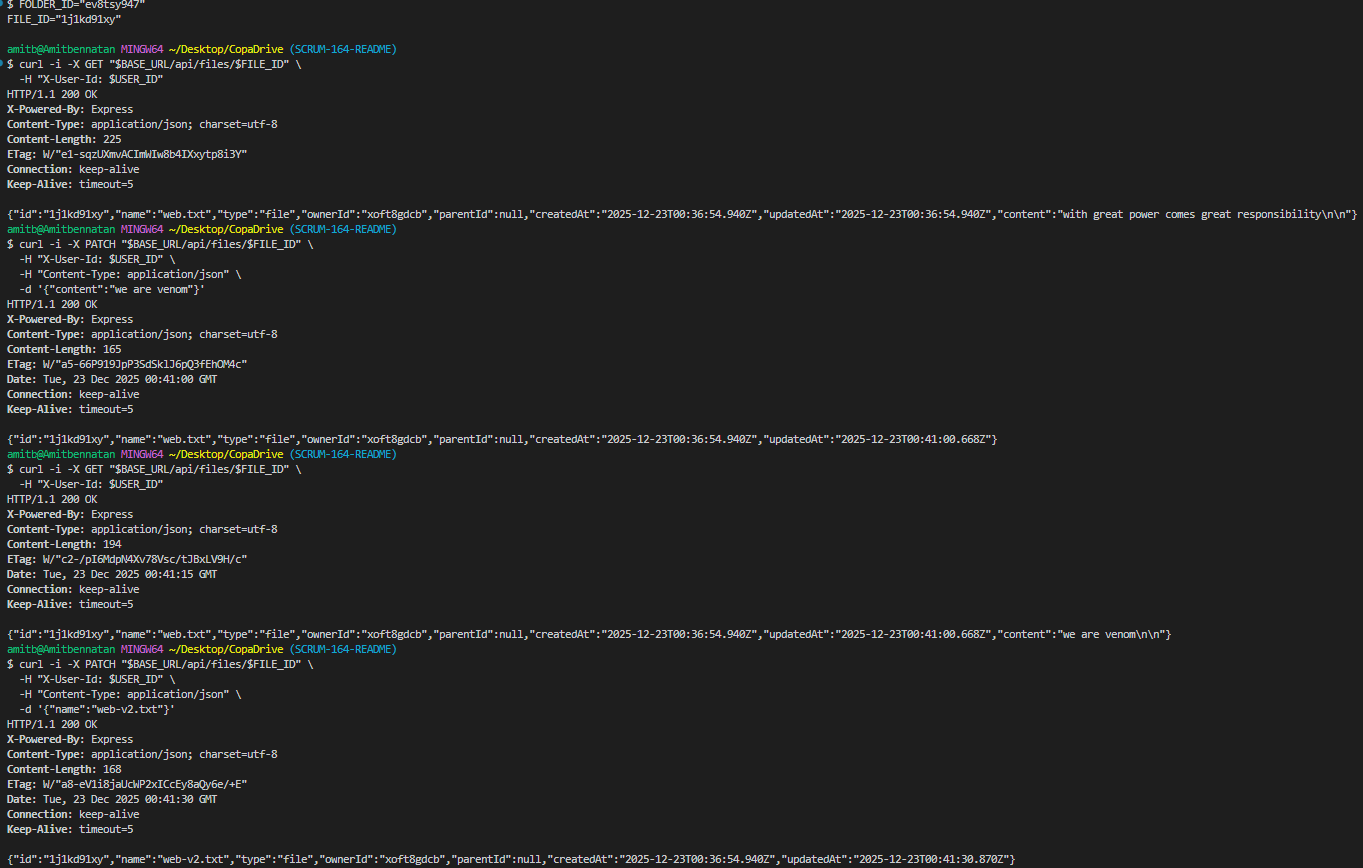 $ FOLDER_ID="ev8tsy947"
FILE_ID="1j1kd91xy"
amitb@Amitbennatan MINGW64 ~/Desktop/CopaDrive (SCRUM-164-README)
$ curl -i -X GET "$BASE_URL/api/files/$FILE_ID" \
-H "X-User-Id: $USER_ID"
HTTP/1.1 200 OK
X-Powered-By: Express
Content-Type: application/json; charset=utf-8
Content-Length: 225
ETag: W/"e1-sqzUXmvACImWIw8b4IXxytp8i3Y"
Connection: keep-alive
Keep-Alive: timeout=5
{"id":"1j1kd91xy","name":"web.txt","type":"file","ownerId":"xoft8gdcb","parentId":null,"createdAt":"2025-12-23T00:36:54.940Z","updatedAt":"2025-12-23T00:36:54.940Z","content":"with great power comes great responsibility\n\n"}
amitb@Amitbennatan MINGW64 ~/Desktop/CopaDrive (SCRUM-164-README)
$ curl -i -X PATCH "$BASE_URL/api/files/$FILE_ID" \
-H "X-User-Id: $USER_ID" \
-H "Content-Type: application/json" \
-d '{"content":"we are venom"}'
HTTP/1.1 200 OK
X-Powered-By: Express
Content-Type: application/json; charset=utf-8
Content-Length: 165
ETag: W/"a5-66P919JpP3SdSklJ6pQ3fEhOM4c"
Date: Tue, 23 Dec 2025 00:41:00 GMT
Connection: keep-alive
Keep-Alive: timeout=5
{"id":"1j1kd91xy","name":"web.txt","type":"file","ownerId":"xoft8gdcb","parentId":null,"createdAt":"2025-12-23T00:36:54.940Z","updatedAt":"2025-12-23T00:41:00.668Z"}
amitb@Amitbennatan MINGW64 ~/Desktop/CopaDrive (SCRUM-164-README)
$ curl -i -X GET "$BASE_URL/api/files/$FILE_ID" \
-H "X-User-Id: $USER_ID"
HTTP/1.1 200 OK
X-Powered-By: Express
Content-Type: application/json; charset=utf-8
Content-Length: 194
ETag: W/"c2-/pI6MdpN4Xv78Vsc/tJBxLV9H/c"
Date: Tue, 23 Dec 2025 00:41:15 GMT
Connection: keep-alive
Keep-Alive: timeout=5
{"id":"1j1kd91xy","name":"web.txt","type":"file","ownerId":"xoft8gdcb","parentId":null,"createdAt":"2025-12-23T00:36:54.940Z","updatedAt":"2025-12-23T00:41:00.668Z","content":"we are venom\n\n"}
amitb@Amitbennatan MINGW64 ~/Desktop/CopaDrive (SCRUM-164-README)
$ curl -i -X PATCH "$BASE_URL/api/files/$FILE_ID" \
-H "X-User-Id: $USER_ID" \
-H "Content-Type: application/json" \
-d '{"name":"web-v2.txt"}'
HTTP/1.1 200 OK
X-Powered-By: Express
Content-Type: application/json; charset=utf-8
Content-Length: 168
ETag: W/"a8-eV1i8jaUcWP2xICcEy8aQy6e/+E"
Date: Tue, 23 Dec 2025 00:41:30 GMT
Connection: keep-alive
Keep-Alive: timeout=5
{"id":"1j1kd91xy","name":"web-v2.txt","type":"file","ownerId":"xoft8gdcb","parentId":null,"createdAt":"2025-12-23T00:36:54.940Z","updatedAt":"2025-12-23T00:41:30.870Z"}